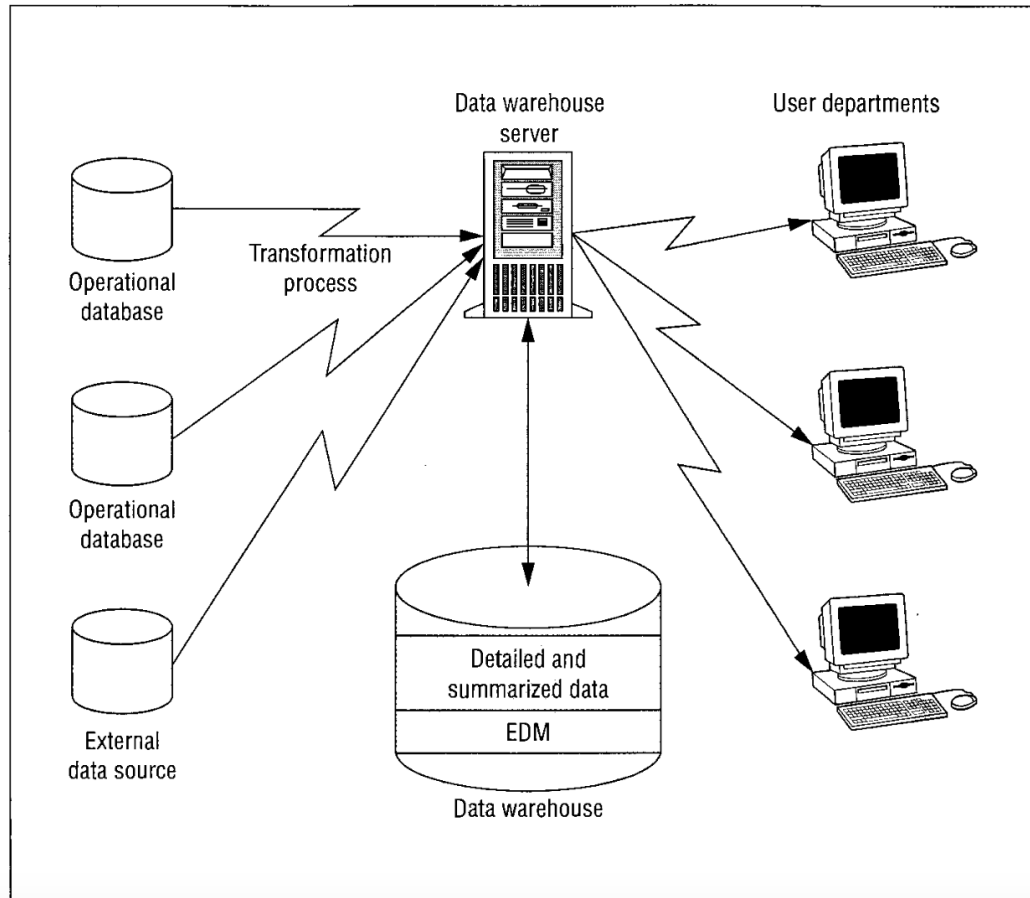 Data warehouse
server
User departments
Transformation
process
Operational
database
Operational
database
External
data source
Detailed and
summarized data
EDM
Data warehouse